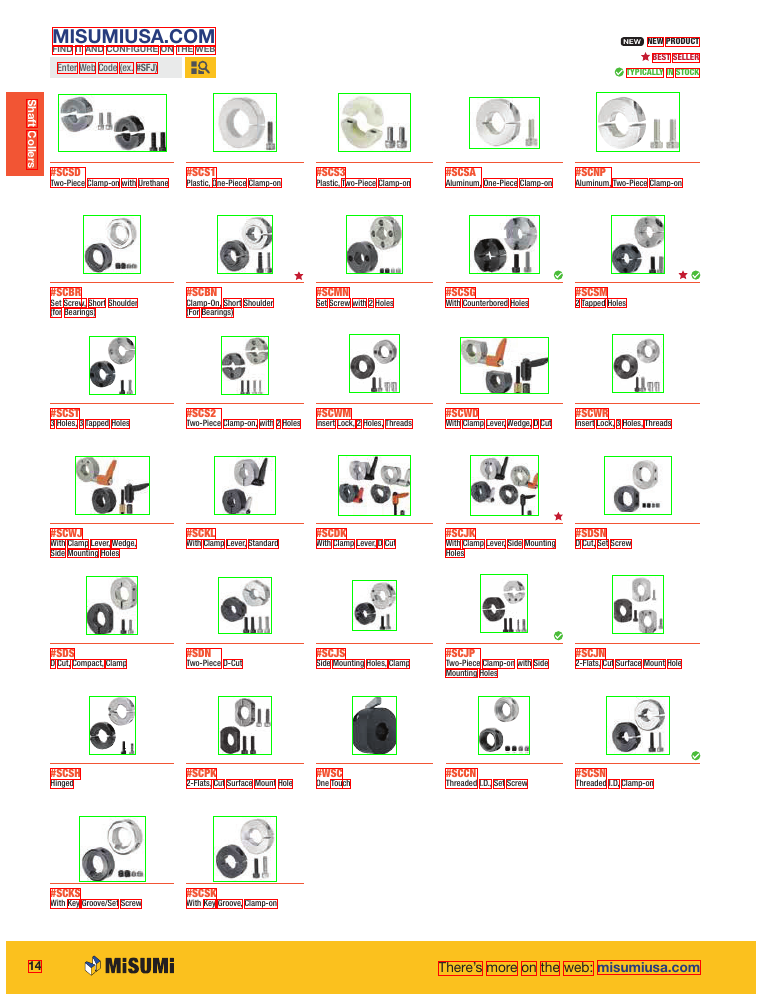 MISUMIUSA.COM
FIND IT AND CONFIGURE ON THE WEB
Enter Web Code (ex. #SFJ)
NEW NEW PRODUCT
BEST SELLER
TYPICALLY IN STOCK
Shaft Collers
#SCSD
Two-Piece Clamp-on with Urethane
#SCS1
Plastic, One-Piece Clamp-on
#SCS3
Plastic, Two-Piece Clamp-on
#SCSA
Aluminum, One-Piece Clamp-on
#SCNP
Aluminum, Two-Piece Clamp-on
#SCBR
Set Screw, Short Shoulder
(for Bearings)
#SCBN
Clamp-On, Short Shoulder
(For Bearings)
#SCMN
Set Screw with 2 Holes
#SCSG
With Counterbored Holes
#SCSM
2 Tapped Holes
#SCST
3 Holes, 3 Tapped Holes
#SCS2
Two-Piece Clamp-on, with 2 Holes
#SCWM
Insert Lock, 2 Holes, Threads
#SCWD
With Clamp Lever, Wedge, D Cut
#SCWR
Insert Lock, 3 Holes, Threads
#SCWJ
With Clamp Lever, Wedge,
Side Mounting Holes
#SCKL
With Clamp Lever, Standard
#SCDK
With Clamp Lever, D Cut
#SCJK
With Clamp Lever, Side Mounting
Holes
#SDSN
D Cut, Set Screw
#SDS
D Cut, Compact, Clamp
#SDN
Two-Piece D-Cut
#SCJS
Side Mounting Holes, Clamp
#SCJP
Two-Piece Clamp-on with Side
Mounting Holes
#SCJN
2-Flats, Cut Surface Mount Hole
#SCSH
Hinged
#SCPK
2-Flats, Cut Surface Mount Hole
#WSC
One Touch
#SCCN
Threaded I.D., Set Screw
#SCSN
Threaded I.D, Clamp-on
#SCKS
With Key Groove/Set Screw
#SCSK
With Key Groove, Clamp-on
14
MiSUMi
There's more on the web: misumiusa.com